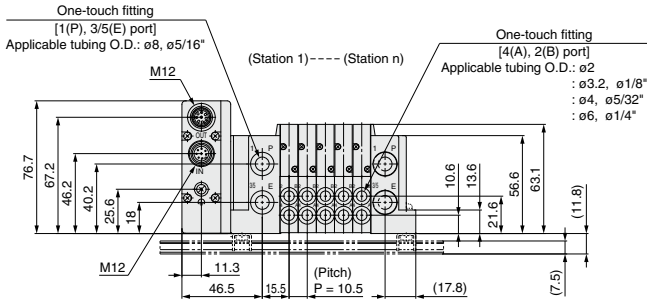 One-touch fitting
[1(P), 3/5(E) port]
Applicable tubing O.D.: ø8, ø5/16"
One-touch fitting
[4(A), 2(B) port]
Applicable tubing O.D.: ø2
: ø3.2, ø1/8"
: ø4, ø5/32"
: ø6, ø1/4"
(Station 1)----(Station n)
M12
OUT
IN
1 P
35 E
1 P
35 E
76.7
67.2
46.2
40.2
25.6
18
10.6
13.6
21.6
56.6
63.1
(11.8)
(7.5)
M12
11.3
46.5
15.5
(Pitch)
P = 10.5
(17.8)